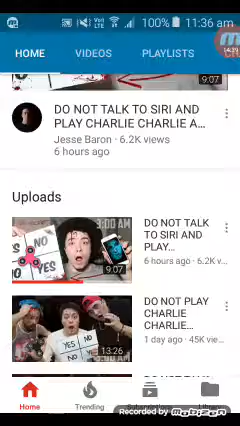 VoLTE 100% 11:36 am
HOME VIDEOS PLAYLISTS
9:07
DO NOT TALK TO SIRI AND
PLAY CHARLIE CHARLIE A…
Jesse Baron · 6.2K views
6 hours ago
Uploads
3:00 AM
NO
YES
9:07
DO NOT TALK
TO SIRI AND
PLAY…
6 hours ago · 6.2K v…
YES NO
NO
13:26
DO NOT PLAY
CHARLIE
CHARLIE…
1 day ago · 45K vie…
Home Trending
Recorded by MOBIZEN